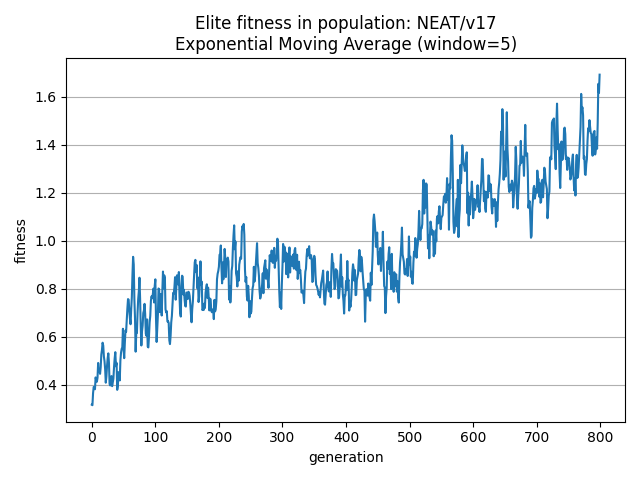 Elite fitness in population: NEAT/v17
Exponential Moving Average (window=5)
fitness
1.6
1.4
1.2
1.0
0.8
0.6
0.4
0 100 200 300 400 500 600 700 800
generation